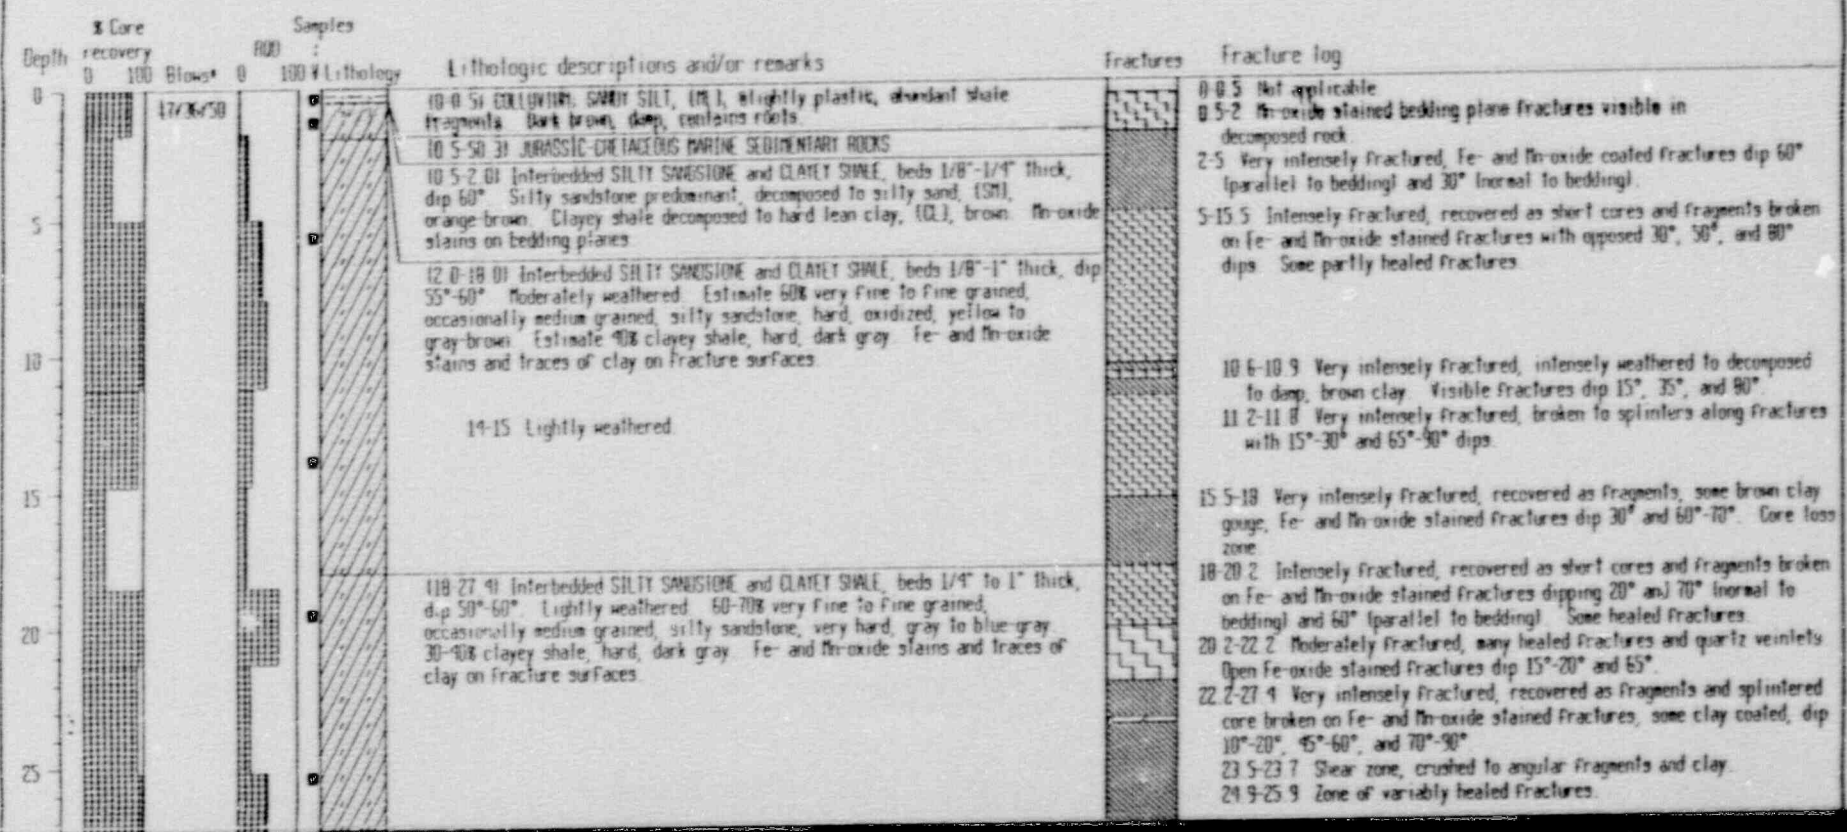 % Core
Samples
Depth recovery RQD
0 100 Blows* 0 100 # Lithology Lithologic descriptions and/or remarks Fractures Fracture log
0
17/36/50
5
10
15
20
25
(0-0.5) COLLUVIUM, SANDY SILT, (ML), slightly plastic, abundant shale
fragments. Dark brown, damp, contains roots.
(0.5-50.3) JURASSIC-CRETACEOUS MARINE SEDIMENTARY ROCKS
(0.5-2.0) Interbedded SILTY SANDSTONE and CLAYEY SHALE, beds 1/8"-1/4" thick,
dip 60° Silty sandstone predominant, decomposed to silty sand, (SM),
orange-brown. Clayey shale decomposed to hard lean clay, (CL), brown. Mn-oxide
stains on bedding planes.
(2.0-18.0) Interbedded SILTY SANDSTONE and CLAYEY SHALE, beds 1/8"-1" thick, dip
55°-60° Moderately weathered. Estimate 60% very fine to fine grained,
occasionally medium grained, silty sandstone, hard, oxidized, yellow to
gray-brown. Estimate 40% clayey shale, hard, dark gray. Fe- and Mn-oxide
stains and traces of clay on fracture surfaces.
14-15 Lightly weathered.
(18-27.4) Interbedded SILTY SANDSTONE and CLAYEY SHALE, beds 1/4" to 1" thick,
dip 50°-60°. Lightly weathered. 60-70% very fine to fine grained,
occasionally medium grained, silty sandstone, very hard, gray to blue-gray.
30-40% clayey shale, hard, dark gray. Fe- and Mn-oxide stains and traces of
clay on fracture surfaces.
0-0.5 Not applicable
0.5-2 Mn-oxide stained bedding plane fractures visible in
decomposed rock.
2-5 Very intensely fractured, Fe- and Mn-oxide coated fractures dip 60°
(parallel to bedding) and 30° (normal to bedding).
5-15.5 Intensely fractured, recovered as short cores and fragments broken
on Fe- and Mn-oxide stained fractures with opposed 30°, 50°, and 80°
dips. Some partly healed fractures.
10.6-10.9 Very intensely fractured, intensely weathered to decomposed
to damp, brown clay. Visible fractures dip 15°, 35°, and 80°.
11.2-11.8 Very intensely fractured, broken to splinters along fractures
with 15°-30° and 65°-90° dips.
15.5-18 Very intensely fractured, recovered as fragments, some brown clay
gouge, Fe- and Mn-oxide stained fractures dip 30° and 60°-70°. Core loss
zone.
18-20.2 Intensely fractured, recovered as short cores and fragments broken
on Fe- and Mn-oxide stained fractures dipping 20° and 70° (normal to
bedding) and 60° (parallel to bedding). Some healed fractures.
20.2-22.2 Moderately fractured, many healed fractures and quartz veinlets.
Open Fe-oxide stained fractures dip 15°-20° and 65°.
22.2-27.4 Very intensely fractured, recovered as fragments and splintered
core broken on Fe- and Mn-oxide stained fractures, some clay coated, dip
10°-20°, 45°-60°, and 70°-90°
23.5-23.7 Shear zone, crushed to angular fragments and clay.
24.9-25.9 Zone of variably healed fractures.